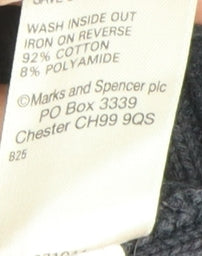 WASH INSIDE OUT
IRON ON REVERSE
92% COTTON
8% POLYAMIDE
©Marks and Spencer plc
PO Box 3339
Chester CH99 9QS
B25